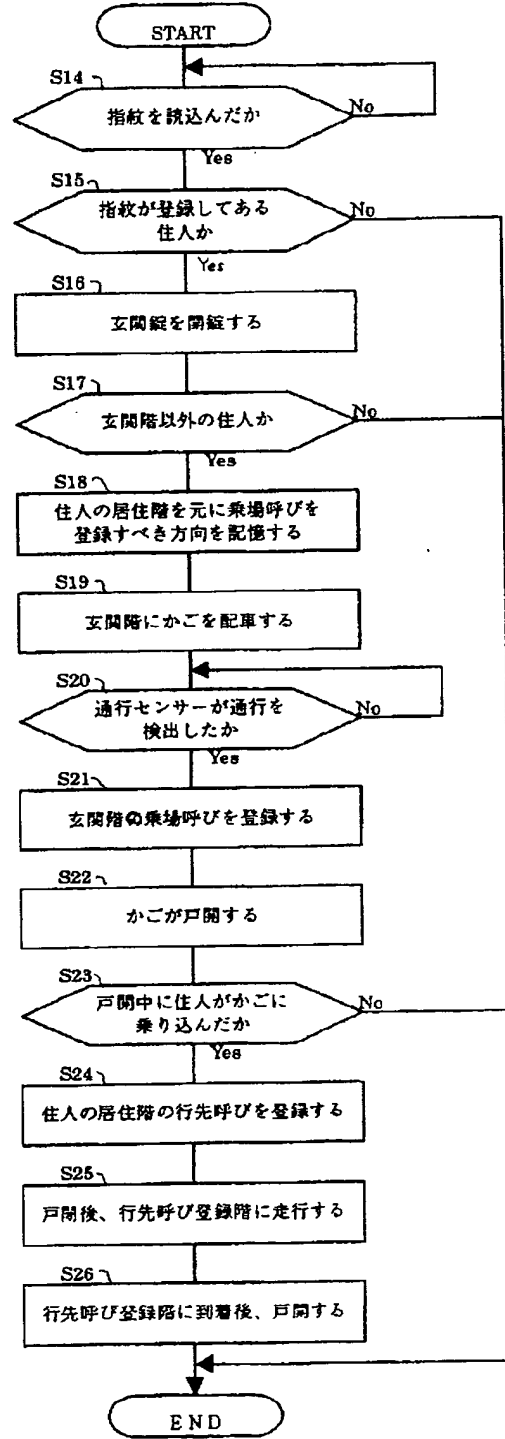 START
S14
指紋を読込んだか
No
Yes
S15
指紋が登録してある
住人か
No
Yes
S16
玄関錠を開錠する
S17
玄関階以外の住人か
No
Yes
S18
住人の居住階を元に乗場呼びを
登録すべき方向を記憶する
S19
玄関階にかごを配車する
S20
通行センサーが通行を
検出したか
No
Yes
S21
玄関階の乗場呼びを登録する
S22
かごが戸開する
S23
戸開中に住人がかごに
乗り込んだか
No
Yes
S24
住人の居住階の行先呼びを登録する
S25
戸閉後、行先呼び登録階に走行する
S26
行先呼び登録階に到着後、戸開する
END